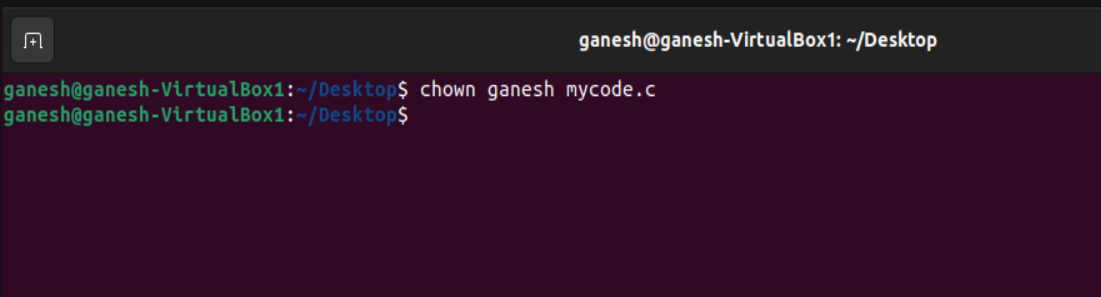 ganesh@ganesh-VirtualBox1: ~/Desktop
ganesh@ganesh-VirtualBox1:~/Desktop$ chown ganesh mycode.c
ganesh@ganesh-VirtualBox1:~/Desktop$